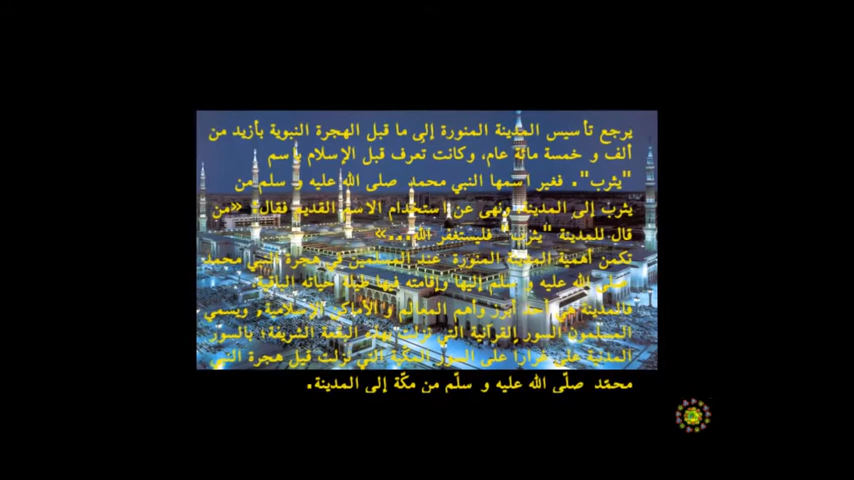 يرجع تأسيس المدينة المنورة إلى ما قبل الهجرة النبوية بأزيد من
ألف و خمسة مائة عام، وكانت تعرف قبل الإسلام باسم
"يثرب". فغير اسمها النبي محمد صلى الله عليه و سلم من
يثرب إلى المدينة ونهى عن استخدام الاسم القديم فقال: «من
قال للمدينة "يثرب" فليستغفر الله...»
تكمن أهمية المدينة المنورة عند المسلمين في هجرة النبي محمد
صلى الله عليه و سلم إليها وإقامته فيها طيلة حياته الباقية.
فالمدينة هي أحد أبرز وأهم المعالم و الأماكن الإسلامية, ويسمي
المسلمون السور القرآنية التي نزلت بهذه البقعة الشريفة؛ بالسور
المدنية على غراراً على السور المكية التي نزلت قبل هجرة النبي
محمّد صلّى الله عليه و سلّم من مكّة إلى المدينة.